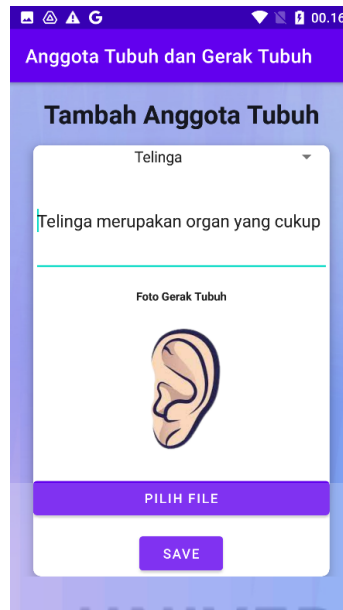 G
00.16
Anggota Tubuh dan Gerak Tubuh
Tambah Anggota Tubuh
Telinga
Telinga merupakan organ yang cukup
Foto Gerak Tubuh
PILIH FILE
SAVE